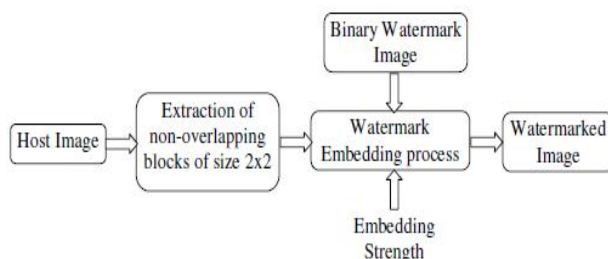 Binary Watermark
Image
Host Image
Extraction of
non-overlapping
blocks of size 2x2
Watermark
Embedding process
Watermarked
Image
Embedding
Strength